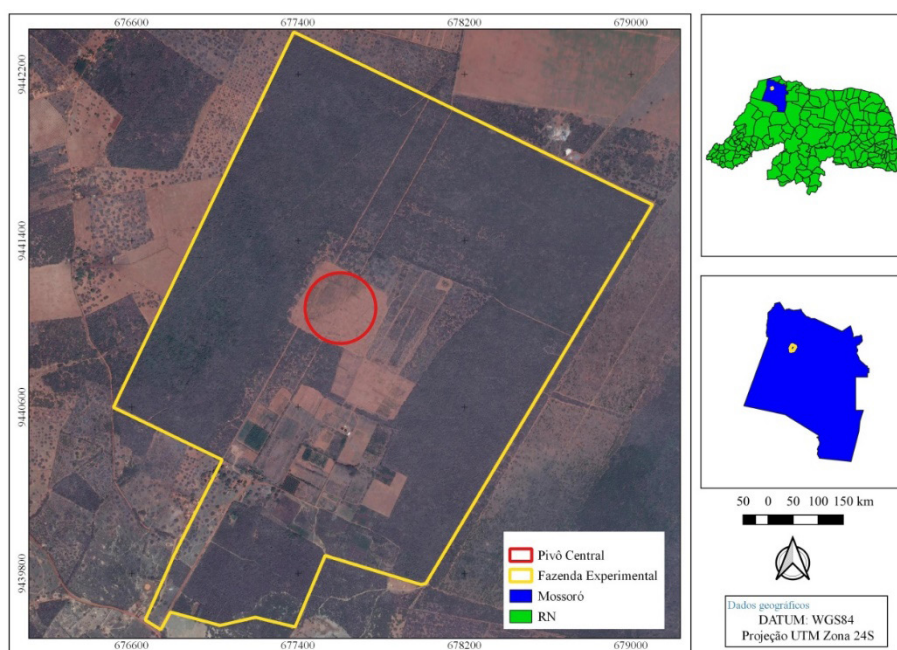 676600 677400 678200 679000
9442200
9441400
9440600
9439800
Pivô Central
Fazenda Experimental
Mossoró
RN
676600 677400 678200 679000
50 0 50 100 150 km
Dados geográficos
DATUM: WGS84
Projeção UTM Zona 24S